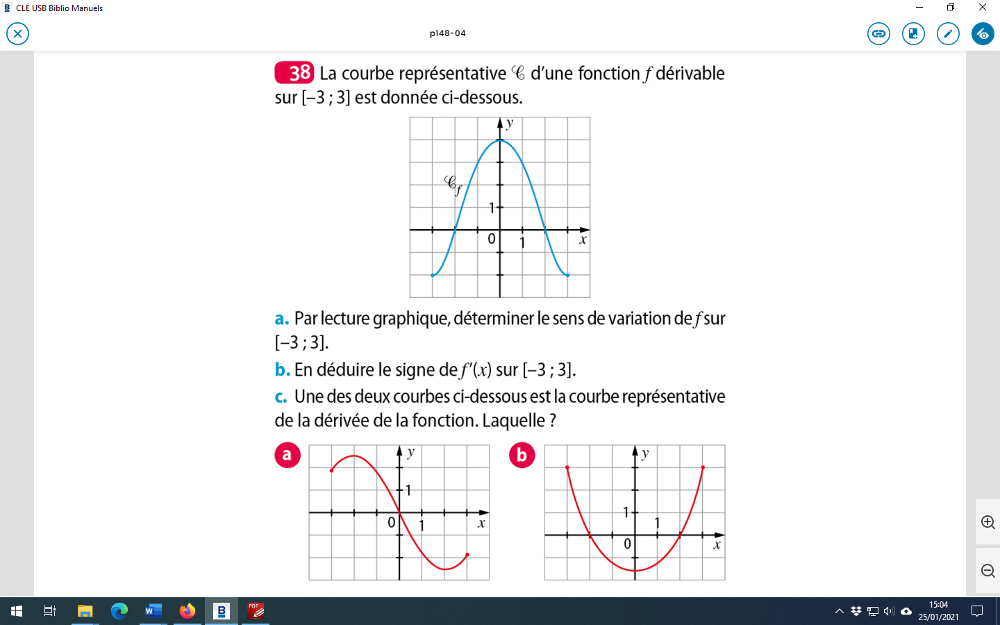 CLÉ USB Biblio Manuels
p148-04
38 La courbe représentative 𝒞 d’une fonction f dérivable
sur [–3 ; 3] est donnée ci-dessous.
y
𝒞f
1
0
1
x
a. Par lecture graphique, déterminer le sens de variation de f sur
[–3 ; 3].
b. En déduire le signe de f ′(x) sur [–3 ; 3].
c. Une des deux courbes ci-dessous est la courbe représentative
de la dérivée de la fonction. Laquelle ?
a
y
1
0
1
x
b
y
1
1
0
x
15:04
25/01/2021